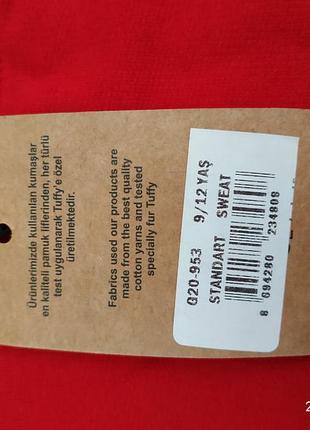 Ürünlerimizde kullanılan kumaşlar
en kaliteli pamuk liflerinden, her türlü
test uygulanarak Tuffy'e özel
üretilmektedir.
Fabrics used our products are
made from the best quality
cotton yarns and tested
specially fur Tuffy
G20-953 9/12 YAŞ
STANDART SWEAT
8 694280 234808